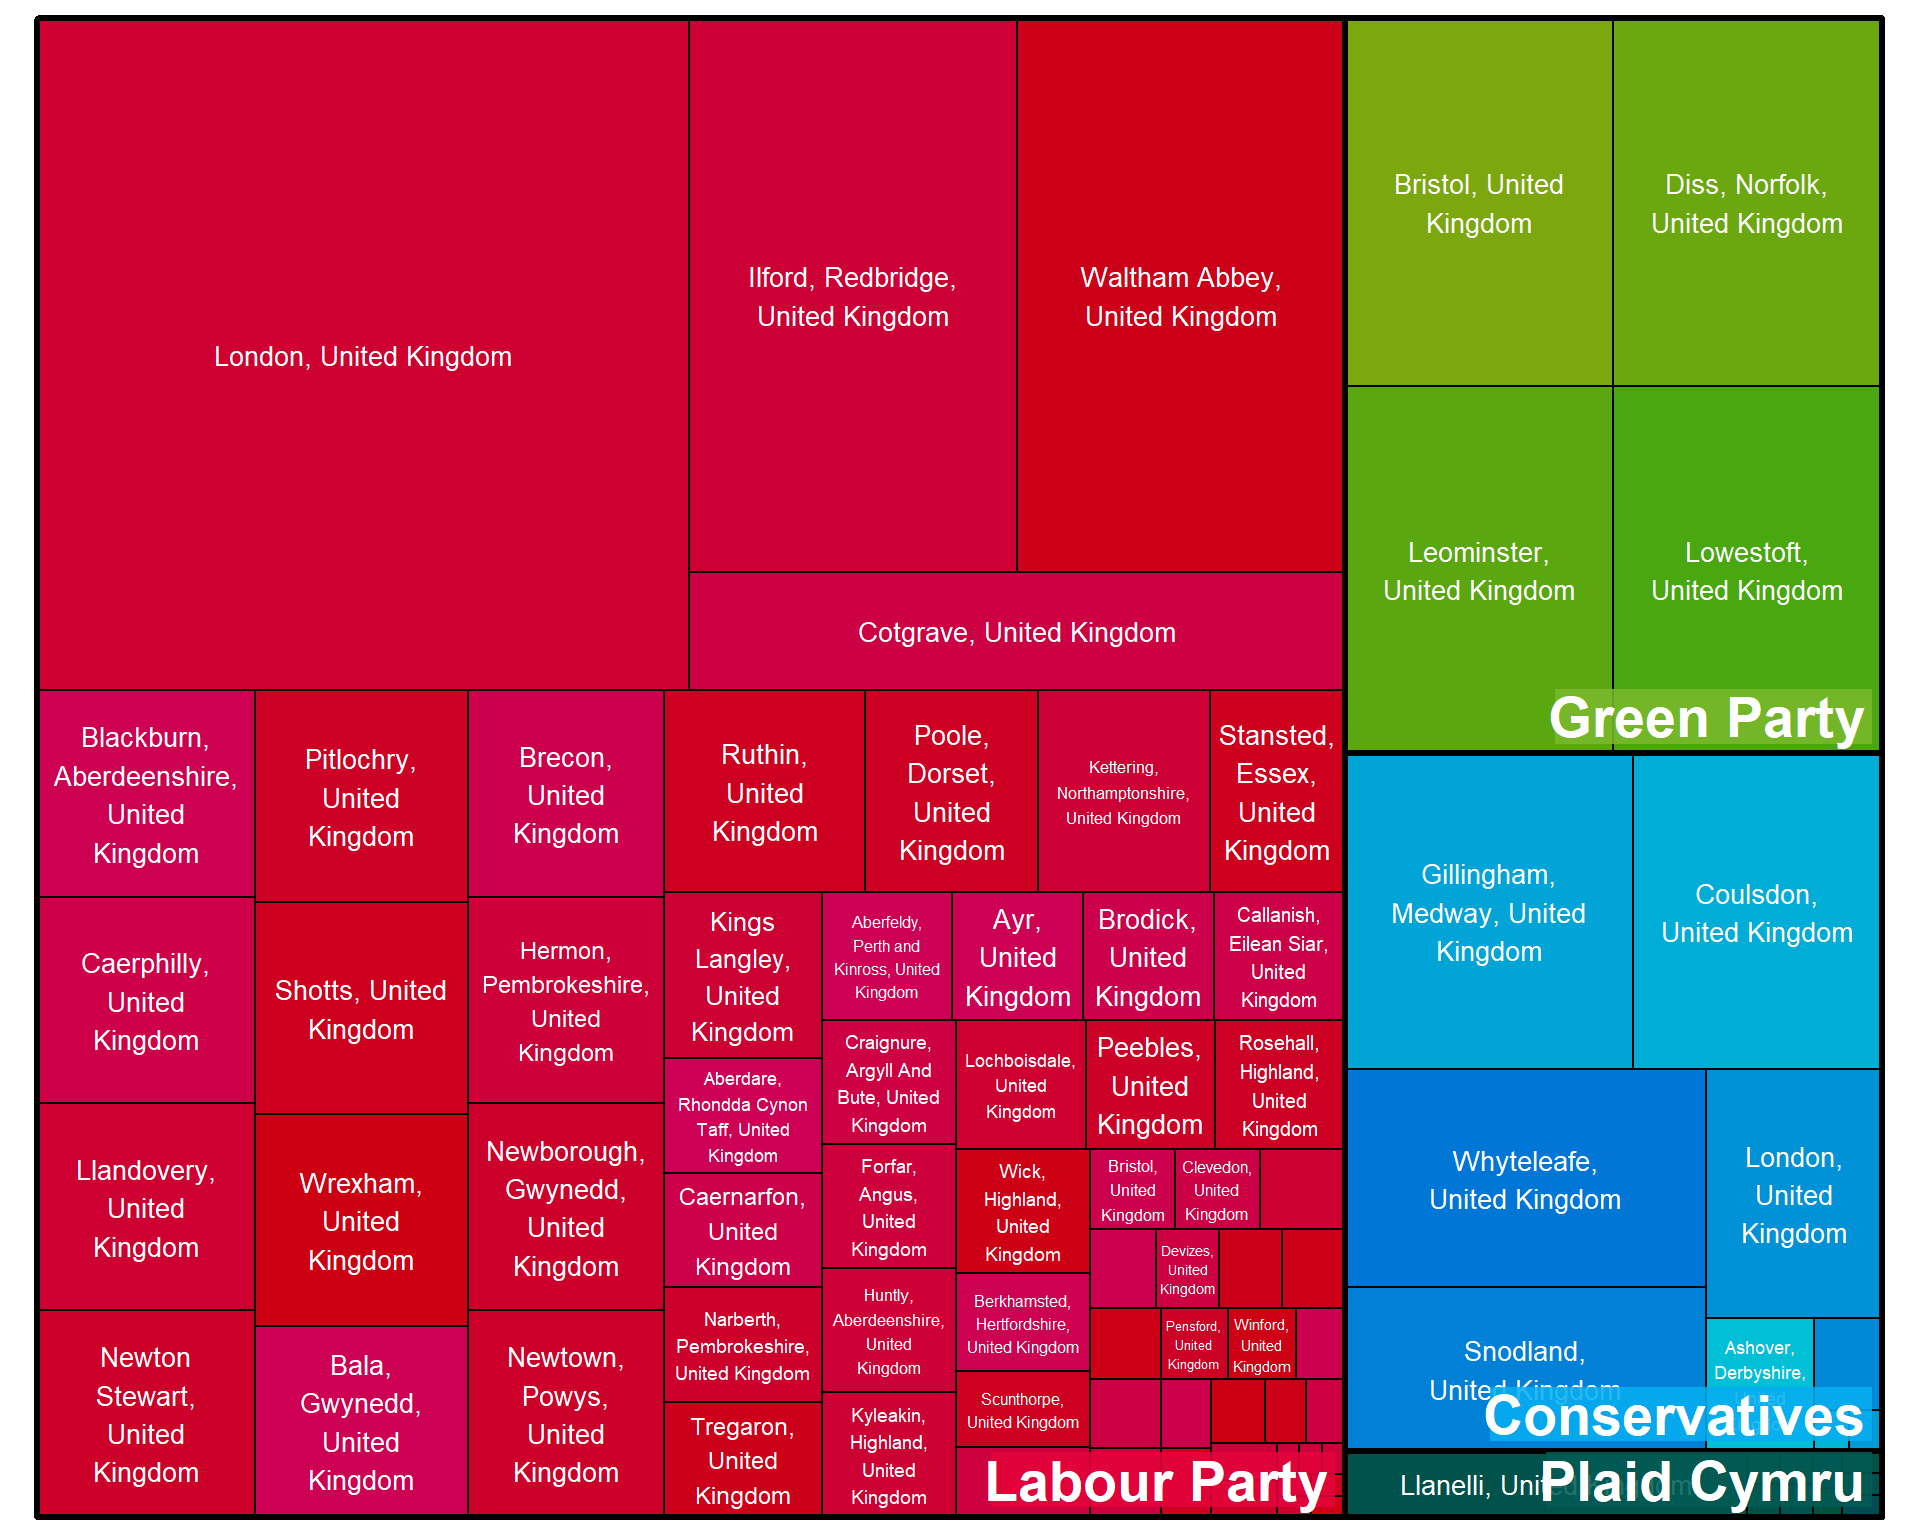 London, United Kingdom
Ilford, Redbridge,
United Kingdom
Waltham Abbey,
United Kingdom
Cotgrave, United Kingdom
Blackburn,
Aberdeenshire,
United
Kingdom
Pitlochry,
United
Kingdom
Brecon,
United
Kingdom
Ruthin,
United
Kingdom
Poole,
Dorset,
United
Kingdom
Kettering,
Northamptonshire,
United Kingdom
Stansted,
Essex,
United
Kingdom
Caerphilly,
United
Kingdom
Shotts, United
Kingdom
Hermon,
Pembrokeshire,
United
Kingdom
Kings
Langley,
United
Kingdom
Aberfeldy,
Perth and
Kinross, United
Kingdom
Ayr,
United
Kingdom
Brodick,
United
Kingdom
Callanish,
Eilean Siar,
United
Kingdom
Craignure,
Argyll And
Bute, United
Kingdom
Lochboisdale,
United
Kingdom
Peebles,
United
Kingdom
Rosehall,
Highland,
United
Kingdom
Aberdare,
Rhondda Cynon
Taff, United
Kingdom
Llandovery,
United
Kingdom
Wrexham,
United
Kingdom
Newborough,
Gwynedd,
United
Kingdom
Caernarfon,
United
Kingdom
Forfar,
Angus,
United
Kingdom
Wick,
Highland,
United
Kingdom
Bristol,
United
Kingdom
Clevedon,
United
Kingdom
Devizes,
United
Kingdom
Narberth,
Pembrokeshire,
United Kingdom
Huntly,
Aberdeenshire,
United
Kingdom
Berkhamsted,
Hertfordshire,
United Kingdom
Pensford,
United
Kingdom
Winford,
United
Kingdom
Newton
Stewart,
United
Kingdom
Bala,
Gwynedd,
United
Kingdom
Newtown,
Powys,
United
Kingdom
Tregaron,
United
Kingdom
Kyleakin,
Highland,
United
Kingdom
Scunthorpe,
United Kingdom
Labour Party
Bristol, United
Kingdom
Diss, Norfolk,
United Kingdom
Leominster,
United Kingdom
Lowestoft,
United Kingdom
Green Party
Gillingham,
Medway, United
Kingdom
Coulsdon,
United Kingdom
Whyteleafe,
United Kingdom
London,
United
Kingdom
Snodland,
United Kingdom
Ashover,
Derbyshire,
Conservatives
Llanelli, United Kingdom
Plaid Cymru